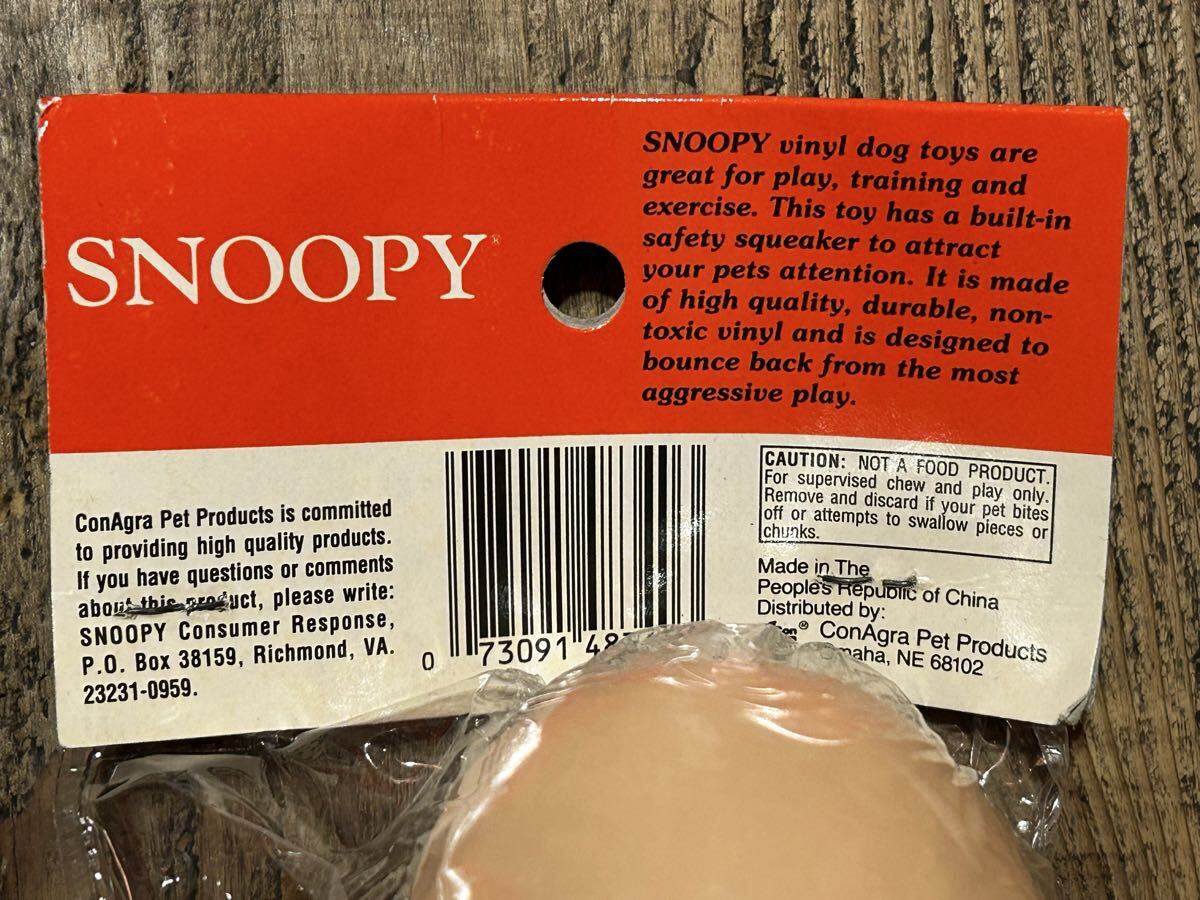 SNOOPY®
SNOOPY vinyl dog toys are
great for play, training and
exercise. This toy has a built-in
safety squeaker to attract
your pets attention. It is made
of high quality, durable, non-
toxic vinyl and is designed to
bounce back from the most
aggressive play.
ConAgra Pet Products is committed
to providing high quality products.
If you have questions or comments
about this product, please write:
SNOOPY Consumer Response,
P.O. Box 38159, Richmond, VA.
23231-0959.
0 73091
CAUTION: NOT A FOOD PRODUCT.
For supervised chew and play only.
Remove and discard if your pet bites
off or attempts to swallow pieces or
chunks.
Made in The
People's Republic of China
Distributed by:
® ConAgra Pet Products
NE 68102